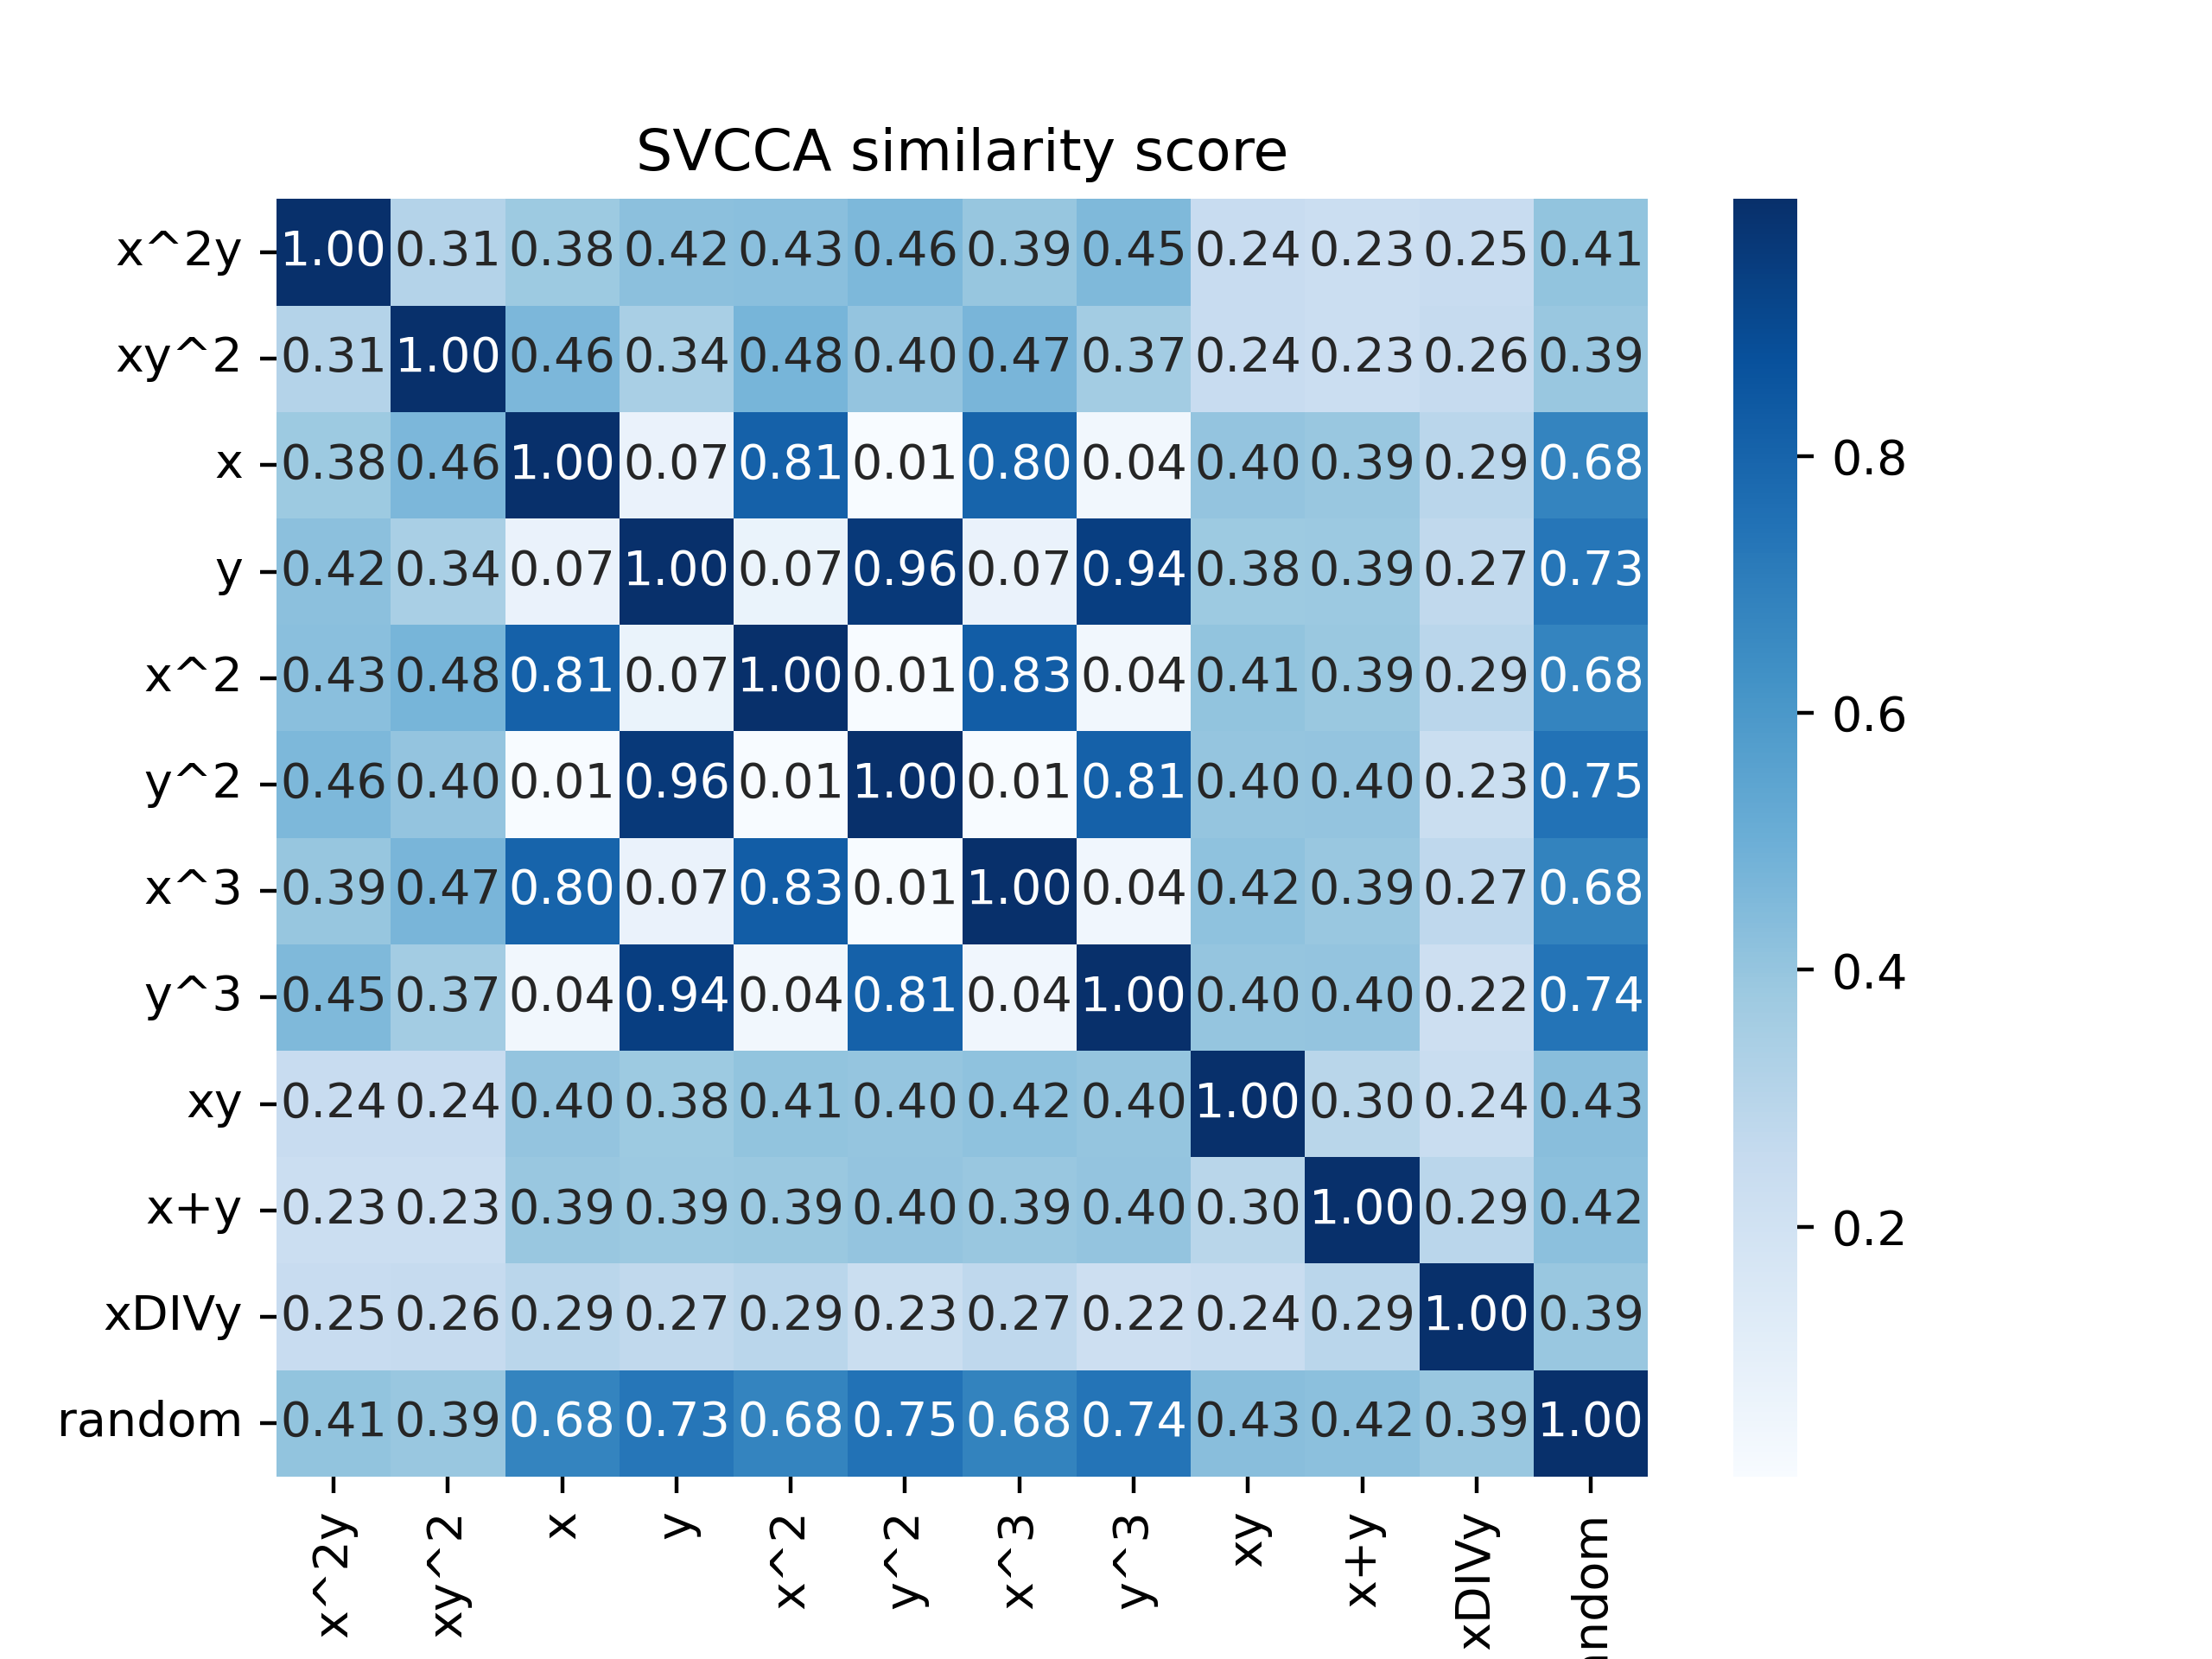 SVCCA similarity score
x^2y 1.00 0.31 0.38 0.42 0.43 0.46 0.39 0.45 0.24 0.23 0.25 0.41
xy^2 0.31 1.00 0.46 0.34 0.48 0.40 0.47 0.37 0.24 0.23 0.26 0.39
x 0.38 0.46 1.00 0.07 0.81 0.01 0.80 0.04 0.40 0.39 0.29 0.68
y 0.42 0.34 0.07 1.00 0.07 0.96 0.07 0.94 0.38 0.39 0.27 0.73
x^2 0.43 0.48 0.81 0.07 1.00 0.01 0.83 0.04 0.41 0.39 0.29 0.68
y^2 0.46 0.40 0.01 0.96 0.01 1.00 0.01 0.81 0.40 0.40 0.23 0.75
x^3 0.39 0.47 0.80 0.07 0.83 0.01 1.00 0.04 0.42 0.39 0.27 0.68
y^3 0.45 0.37 0.04 0.94 0.04 0.81 0.04 1.00 0.40 0.40 0.22 0.74
xy 0.24 0.24 0.40 0.38 0.41 0.40 0.42 0.40 1.00 0.30 0.24 0.43
x+y 0.23 0.23 0.39 0.39 0.39 0.40 0.39 0.40 0.30 1.00 0.29 0.42
xDIVy 0.25 0.26 0.29 0.27 0.29 0.23 0.27 0.22 0.24 0.29 1.00 0.39
random 0.41 0.39 0.68 0.73 0.68 0.75 0.68 0.74 0.43 0.42 0.39 1.00
x^2y xy^2 x y x^2 y^2 x^3 y^3 xy x+y xDIVy
0.8
0.6
0.4
0.2